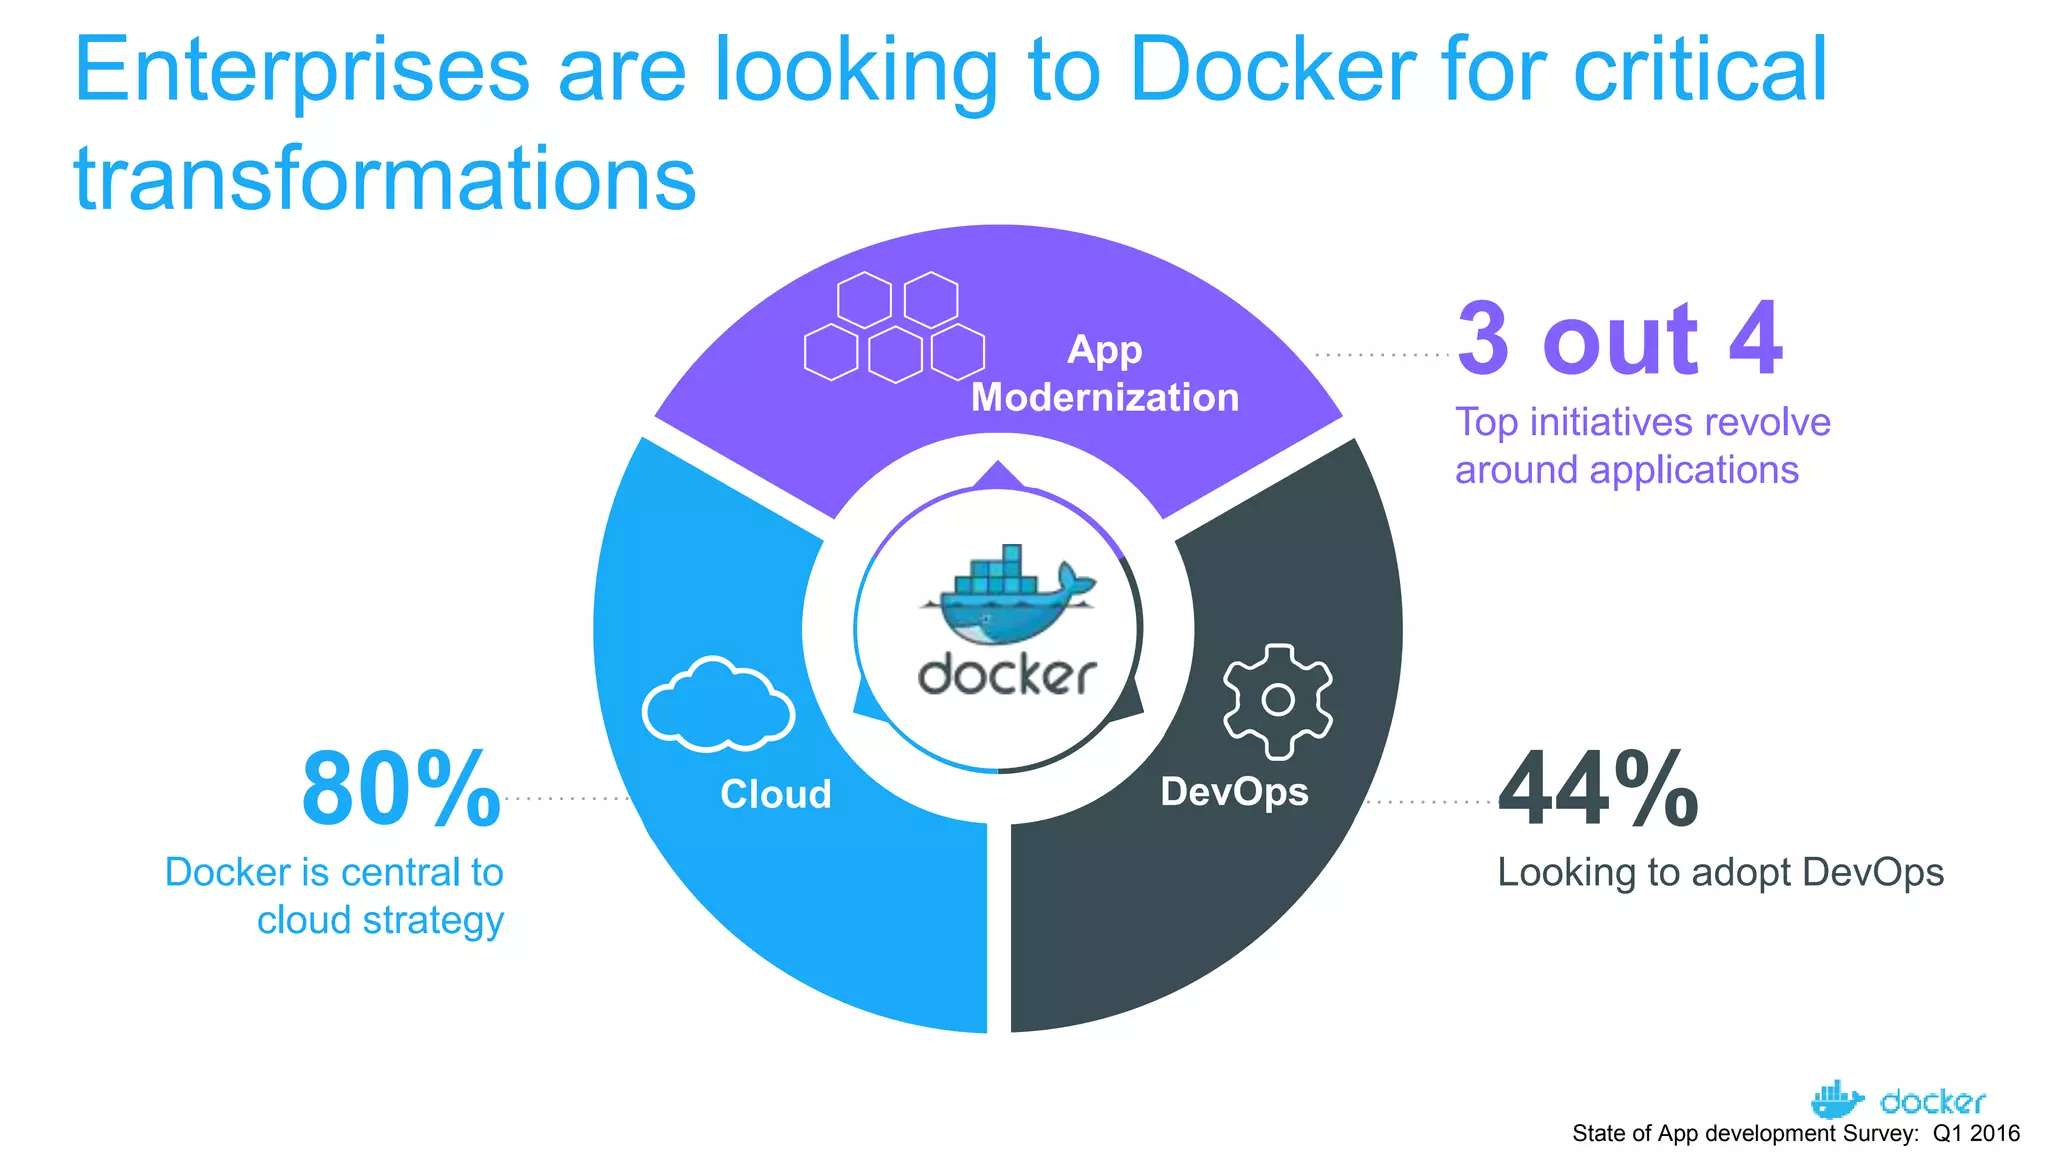 Enterprises are looking to Docker for critical
transformations
App
Modernization
3 out 4
Top initiatives revolve
around applications
docker
Cloud
80%
Docker is central to
cloud strategy
DevOps
44%
Looking to adopt DevOps
docker
State of App development Survey: Q1 2016